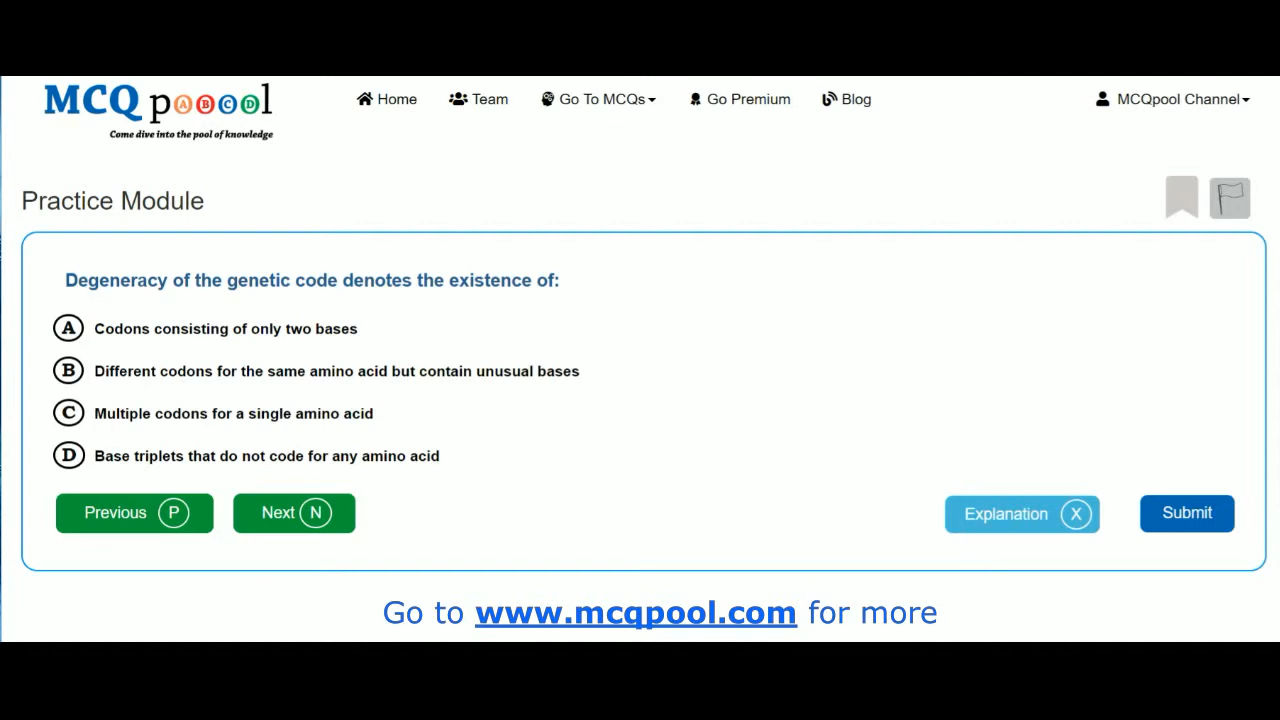 MCQ pABCDl
Come dive into the pool of knowledge
Home Team Go To MCQs Go Premium Blog MCQpool Channel
Practice Module
Degeneracy of the genetic code denotes the existence of:
A Codons consisting of only two bases
B Different codons for the same amino acid but contain unusual bases
C Multiple codons for a single amino acid
D Base triplets that do not code for any amino acid
Previous P Next N Explanation X Submit
Go to www.mcqpool.com for more